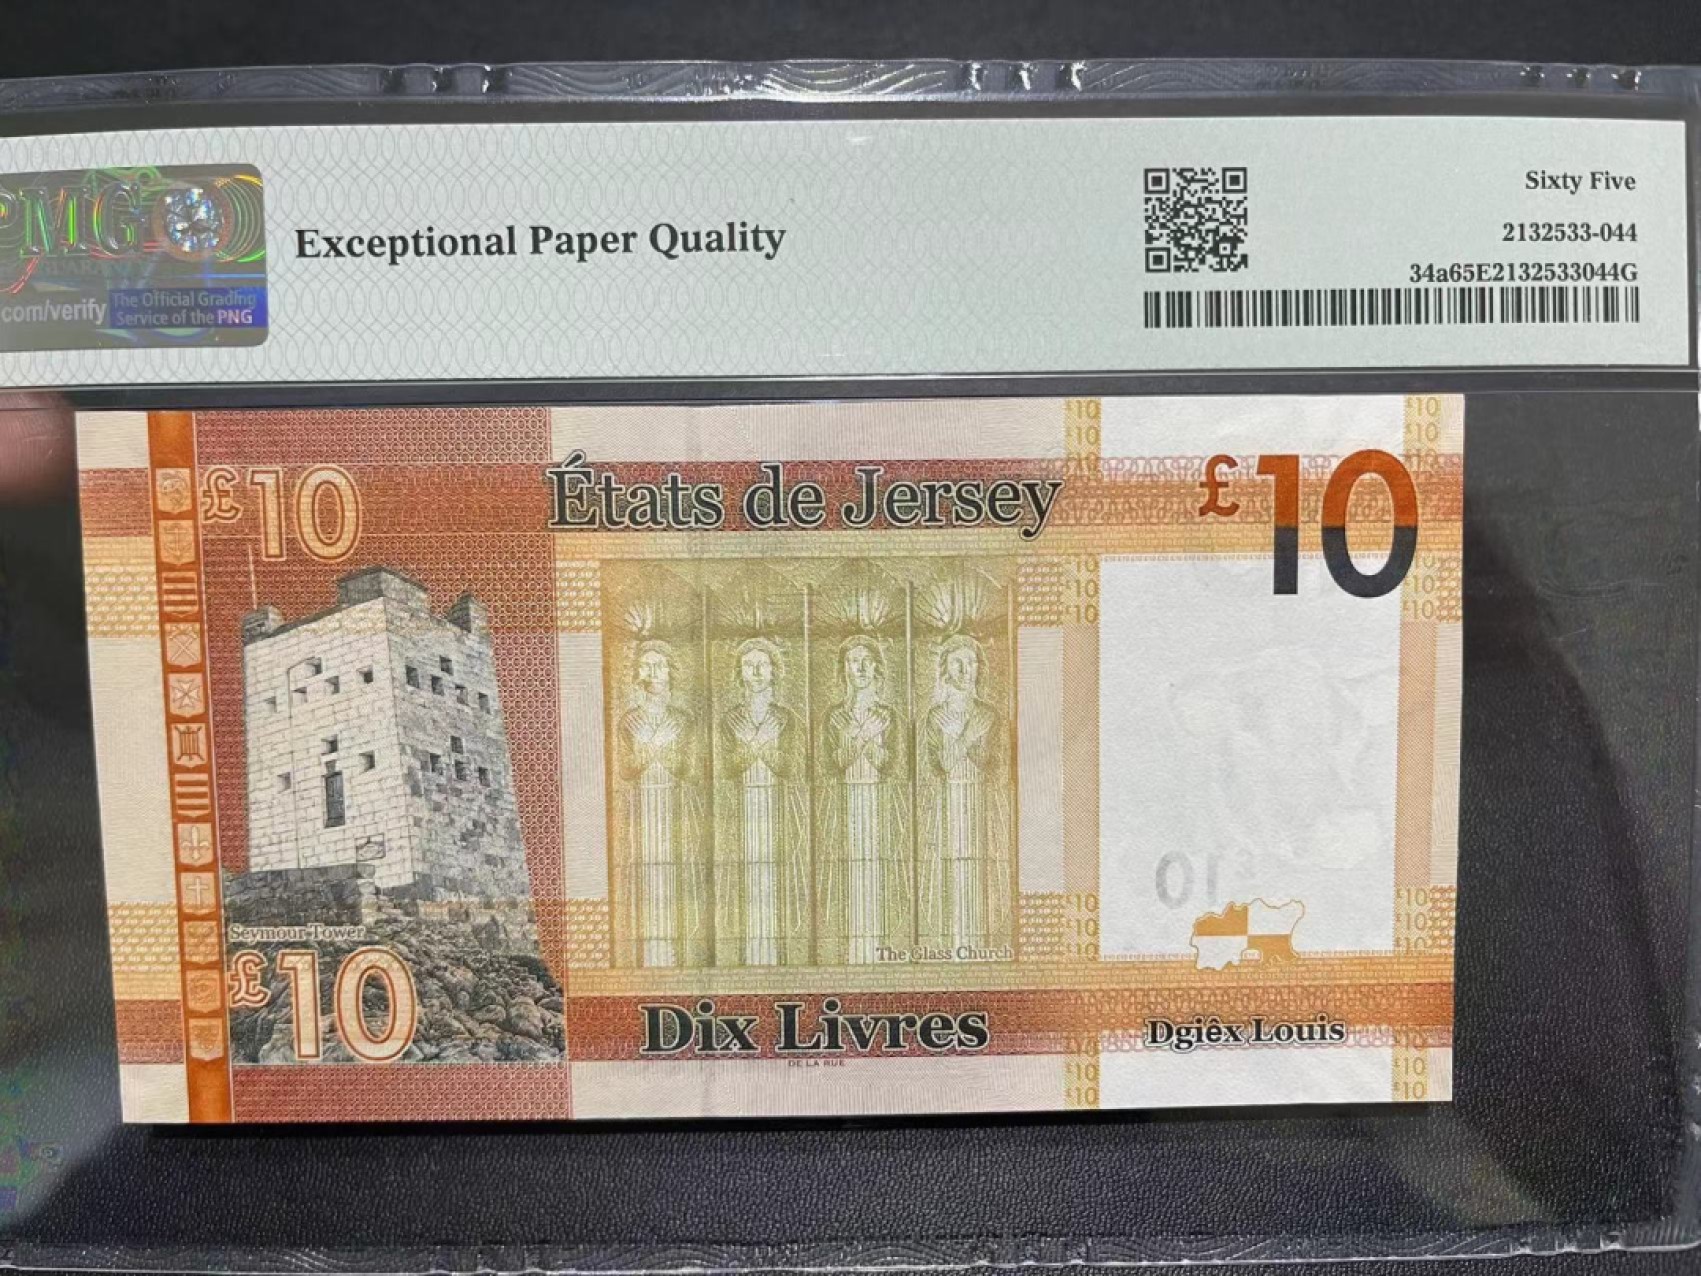 PMG
com/verify
The Official Grading
Service of the PNG
Exceptional Paper Quality
Sixty Five
2132533-044
34a65E2132533044G
£10
États de Jersey
£10
Seymour Tower
The Glass Church
£10
£10
Dix Livres
Dgiêx Louis
DE LA RUE